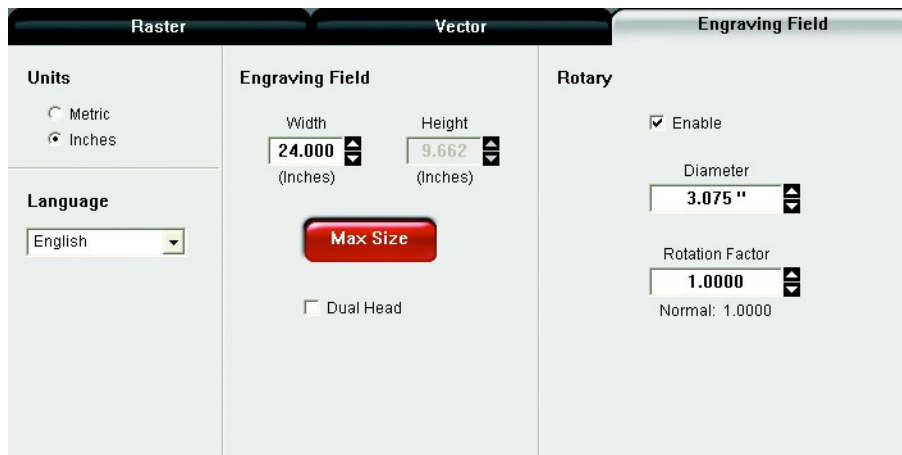 Raster Vector Engraving Field
Units
Metric
Inches
Language
English
Engraving Field
Width Height
24.000 9.662
(Inches) (Inches)
Max Size
Dual Head
Rotary
Enable
Diameter
3.075 "
Rotation Factor
1.0000
Normal: 1.0000